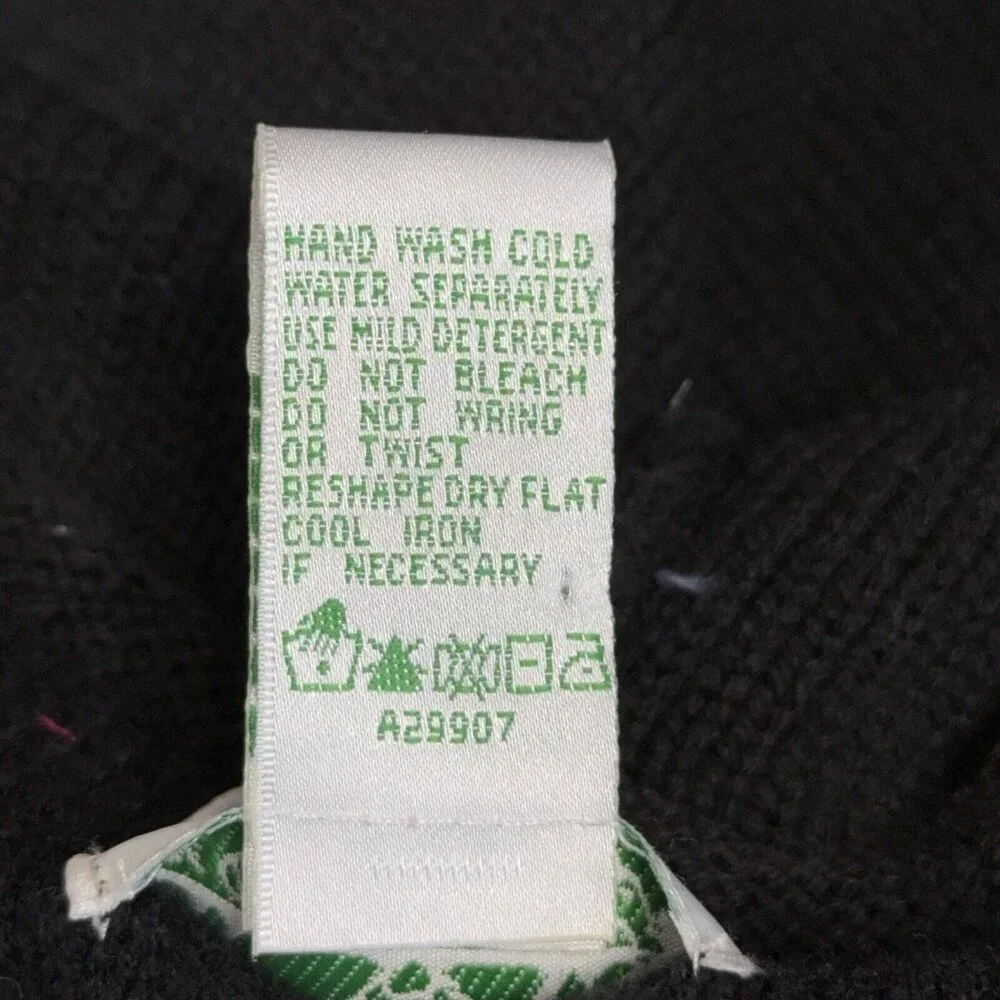 HAND WASH COLD
WATER SEPARATELY
USE MILD DETERGENT
DO NOT BLEACH
DO NOT WRING
OR TWIST
RESHAPE DRY FLAT
COOL IRON
IF NECESSARY
A29907